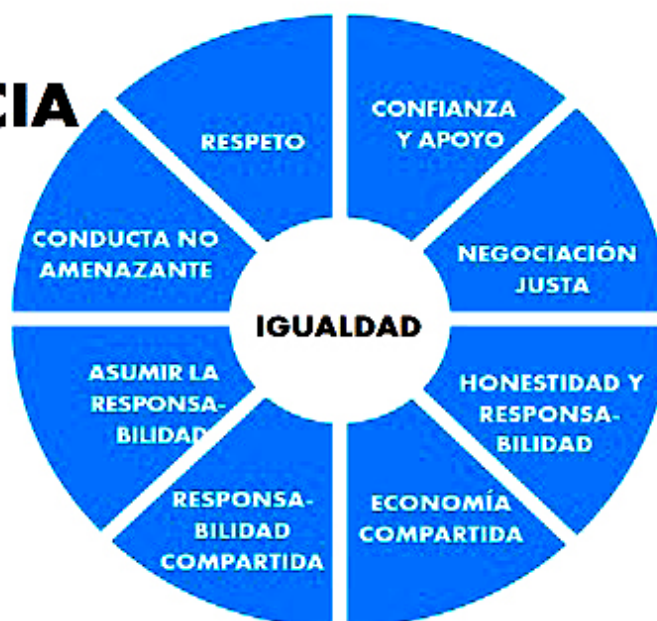 CIA
RESPETO
CONFIANZA
Y APOYO
CONDUCTA NO
AMENAZANTE
NEGOCIACIÓN
JUSTA
IGUALDAD
ASUMIR LA
RESPONSA-
BILIDAD
HONESTIDAD Y
RESPONSA-
BILIDAD
RESPONSA-
BILIDAD
COMPARTIDA
ECONOMÍA
COMPARTIDA